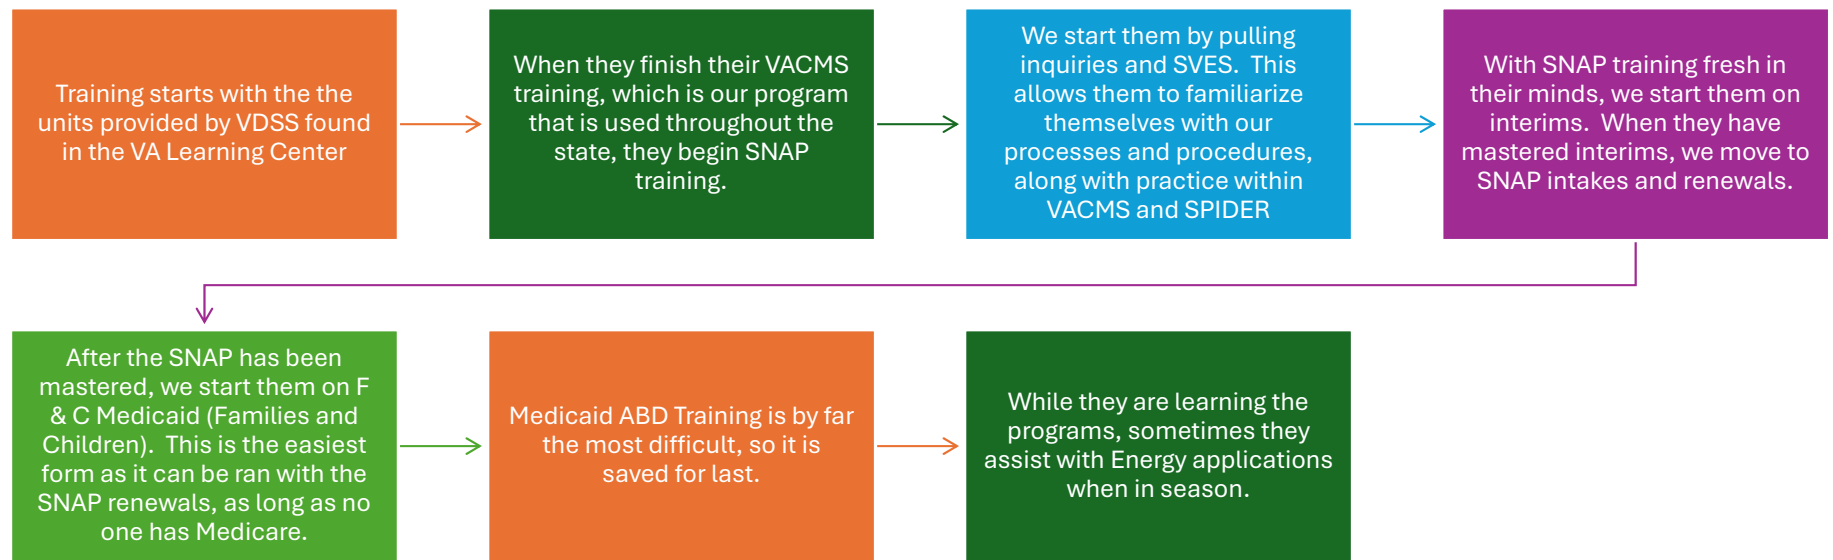 Training starts with the the
units provided by VDSS found
in the VA Learning Center
When they finish their VACMS
training, which is our program
that is used throughout the
state, they begin SNAP
training.
We start them by pulling
inquiries and SVES.  This
allows them to familiarize
themselves with our
processes and procedures,
along with practice within
VACMS and SPIDER
With SNAP training fresh in
their minds, we start them on
interims.  When they have
mastered interims, we move to
SNAP intakes and renewals.
After the SNAP has been
mastered, we start them on F
& C Medicaid (Families and
Children).  This is the easiest
form as it can be ran with the
SNAP renewals, as long as no
one has Medicare.
Medicaid ABD Training is by far
the most difficult, so it is
saved for last.
While they are learning the
programs, sometimes they
assist with Energy applications
when in season.